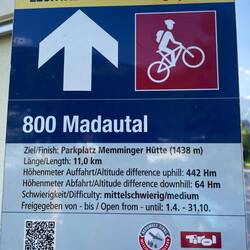 800 Madautal
Ziel/Finish: Parkplatz Memminger Hütte (1438 m)
Länge/Length: 11,0 km
Höhenmeter Auffahrt/Altitude difference uphill: 442 Hm
Höhenmeter Abfahrt/Altitude difference downhill: 64 Hm
Schwierigkeit/Difficulty: mittelschwierig/medium
Freigegeben von - bis / Open from - until: 1.4. - 31.10.
Tirol